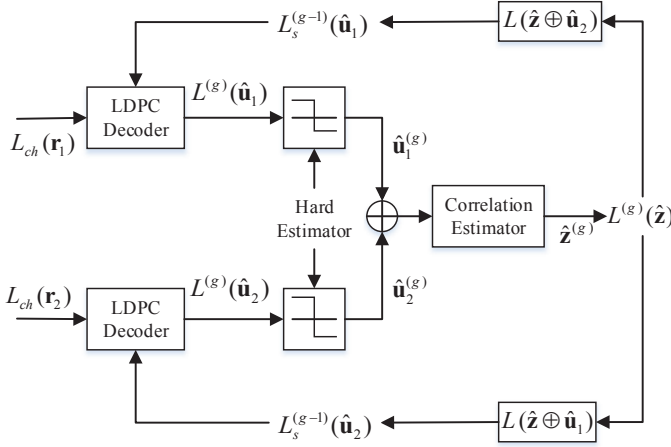 L_s^{(g-1)}(û_1)
L(ẑ ⊕ û_2)
LDPC
Decoder
L^{(g)}(û_1)
L_{ch}(r_1)
û_1^{(g)}
Hard
Estimator
Correlation
Estimator
ẑ^{(g)}
L^{(g)}(ẑ)
L_{ch}(r_2)
LDPC
Decoder
L^{(g)}(û_2)
û_2^{(g)}
L_s^{(g-1)}(û_2)
L(ẑ ⊕ û_1)